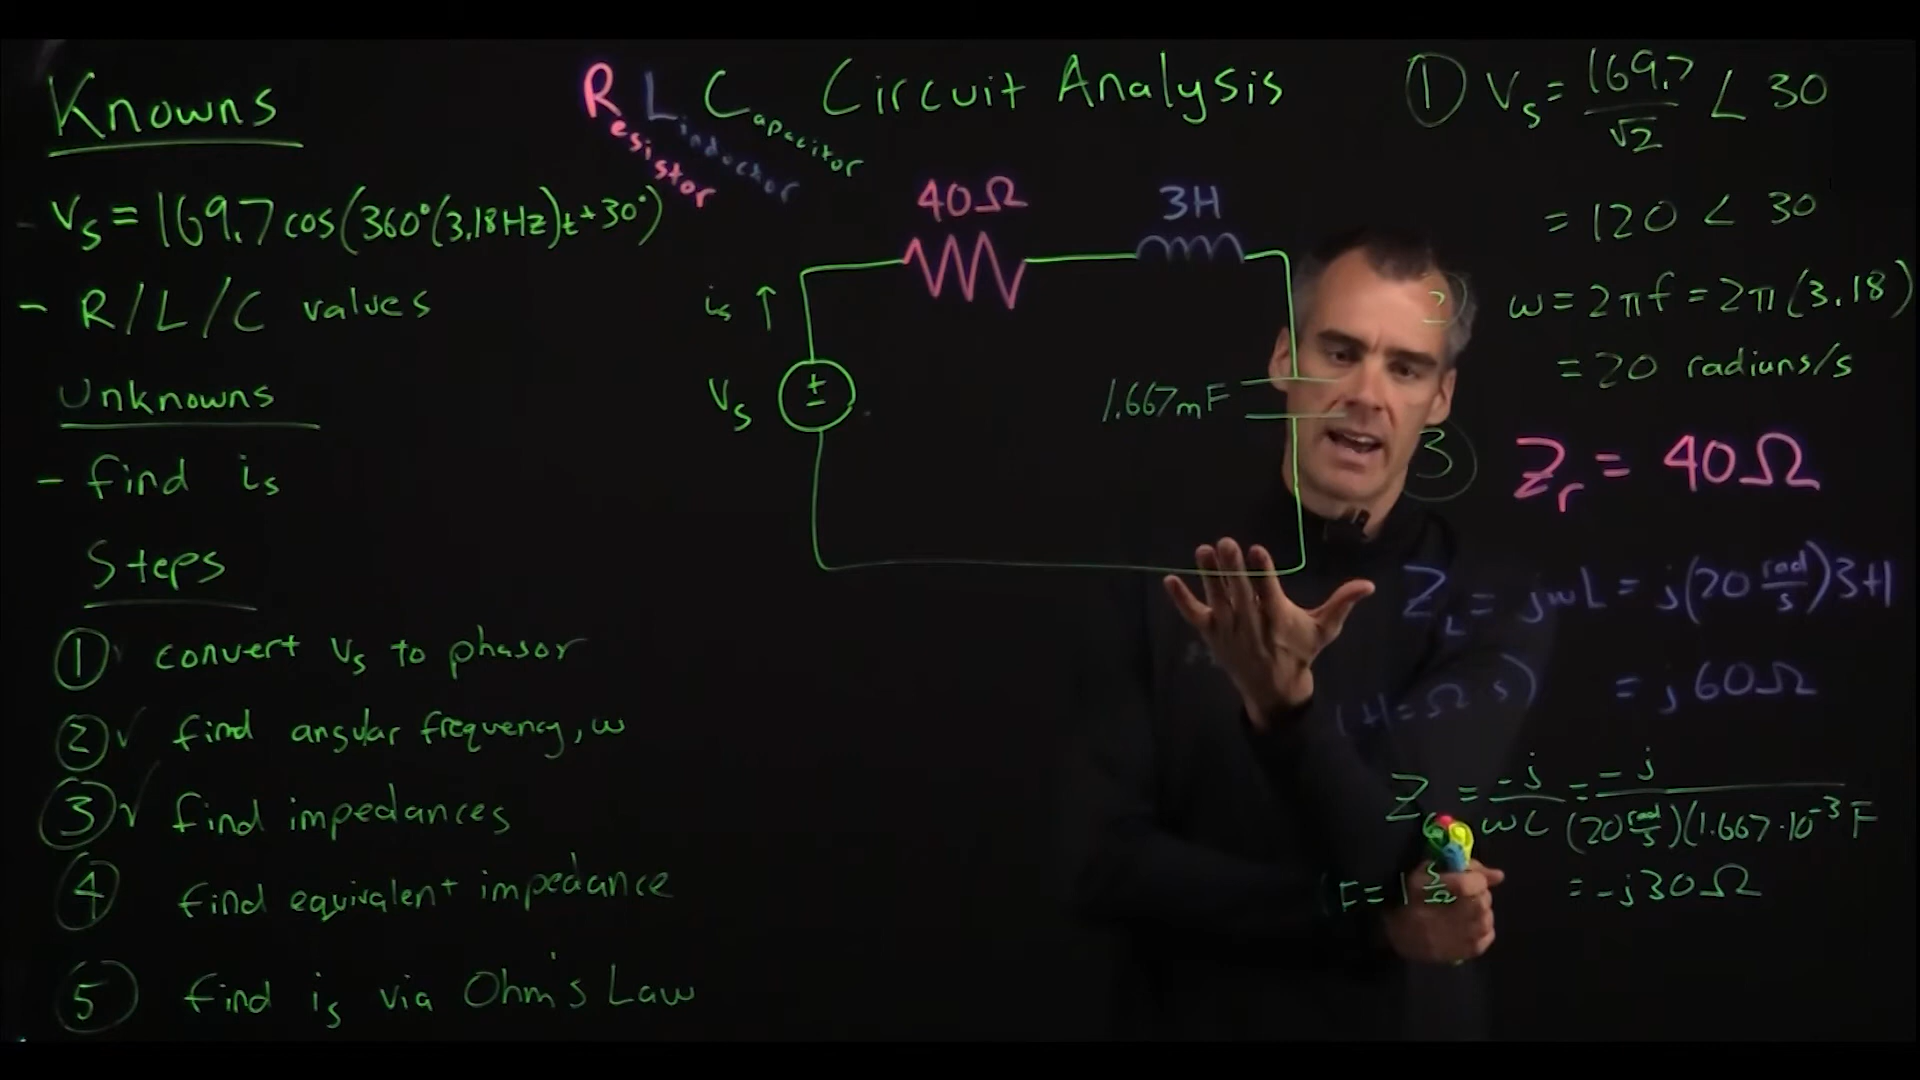 Knowns
- Vs = 169.7 cos(360°(3.18Hz)t + 30°)
- R/L/C values
Unknowns
- find is
Steps
① convert Vs to phasor
② ✓ find angular frequency, w
③ ✓ find impedances
④ find equivalent impedance
⑤ find is via Ohm's Law
RLC Circuit Analysis
Resistor
Inductor
Capacitor
40Ω
3H
is ↑
Vs
+
-
1.667mF
① Vs = 169.7/√2 ∠ 30
= 120 ∠ 30
2) ω = 2πf = 2π(3.18)
= 20 radians/s
③ Zr = 40Ω
ZL = jωL = j(20 rad/s)3H
(H = Ω s) = j60Ω
Zc = -j/ωC = -j/(20 rad/s)(1.667·10⁻³ F
(F = 1 s/Ω = -j30Ω